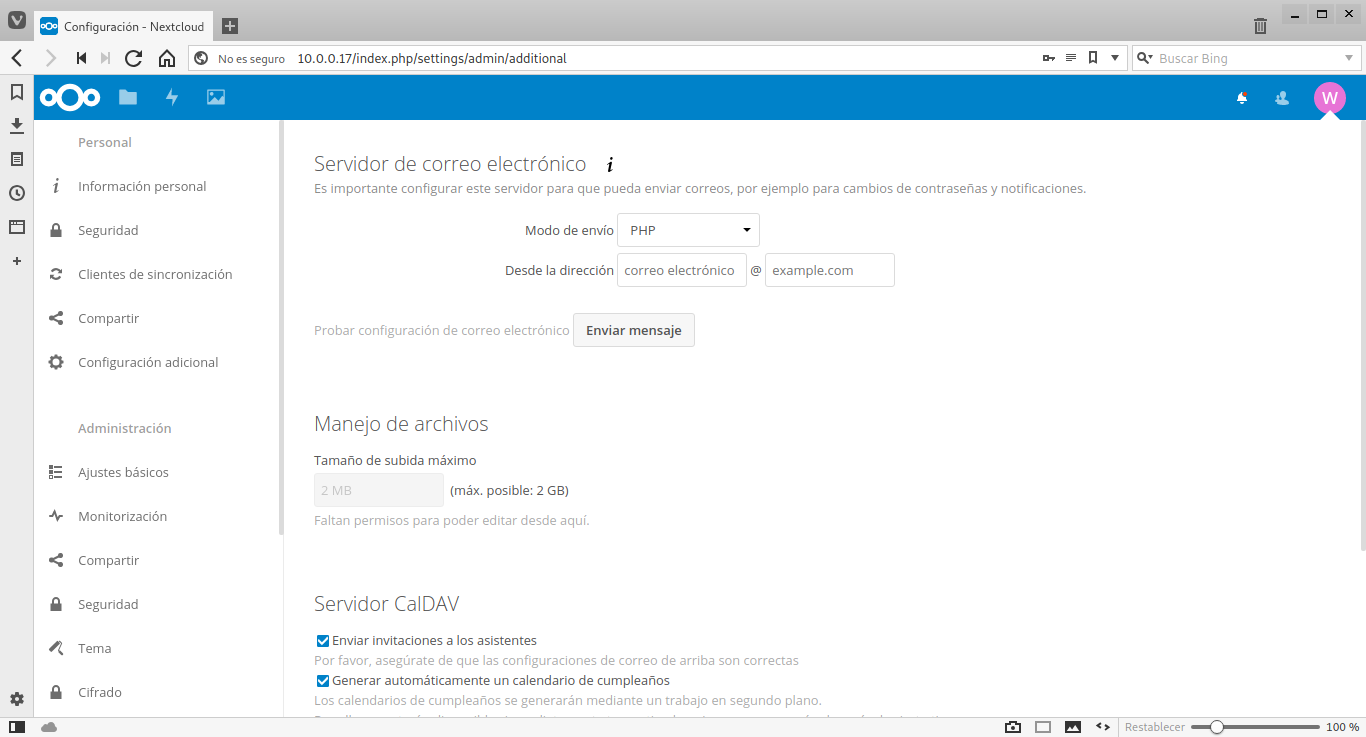 Configuración - Nextcloud
No es seguro 10.0.0.17/index.php/settings/admin/additional
Buscar Bing
W
Personal
Información personal
Seguridad
Clientes de sincronización
Compartir
Configuración adicional
Administración
Ajustes básicos
Monitorización
Compartir
Seguridad
Tema
Cifrado
Servidor de correo electrónico
Es importante configurar este servidor para que pueda enviar correos, por ejemplo para cambios de contraseñas y notificaciones.
Modo de envío PHP
Desde la dirección correo electrónico @ example.com
Probar configuración de correo electrónico Enviar mensaje
Manejo de archivos
Tamaño de subida máximo
2 MB (máx. posible: 2 GB)
Faltan permisos para poder editar desde aquí.
Servidor CalDAV
Enviar invitaciones a los asistentes
Por favor, asegúrate de que las configuraciones de correo de arriba son correctas
Generar automáticamente un calendario de cumpleaños
Los calendarios de cumpleaños se generarán mediante un trabajo en segundo plano.
Restablecer 100 %